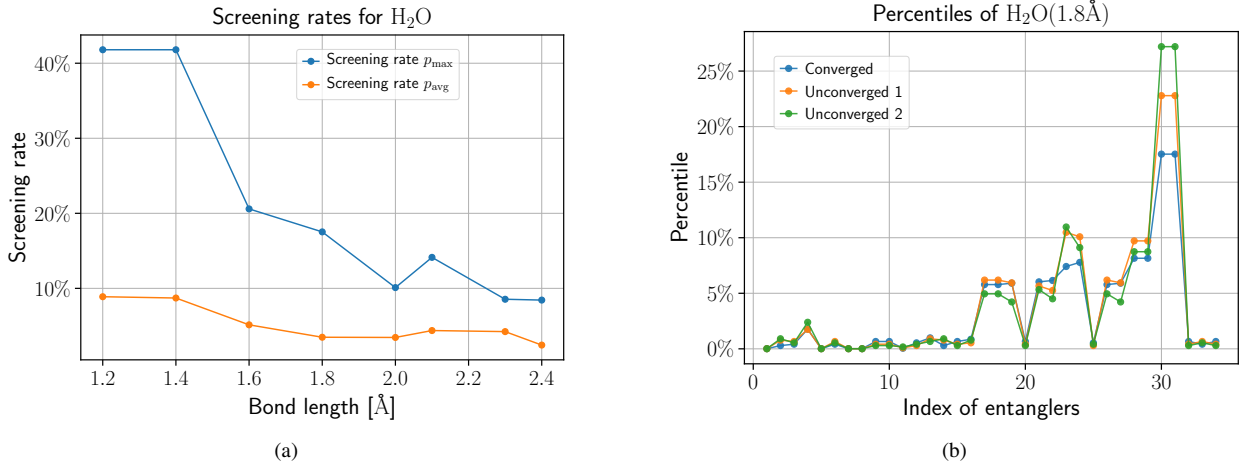 Screening rates for H₂O
Screening rate
40%
30%
20%
10%
Screening rate p_max
Screening rate p_avg
1.2 1.4 1.6 1.8 2.0 2.2 2.4
Bond length [Å]
(a)
Percentiles of H₂O(1.8Å)
Percentile
25%
20%
15%
10%
5%
0%
Converged
Unconverged 1
Unconverged 2
0 10 20 30
Index of entanglers
(b)